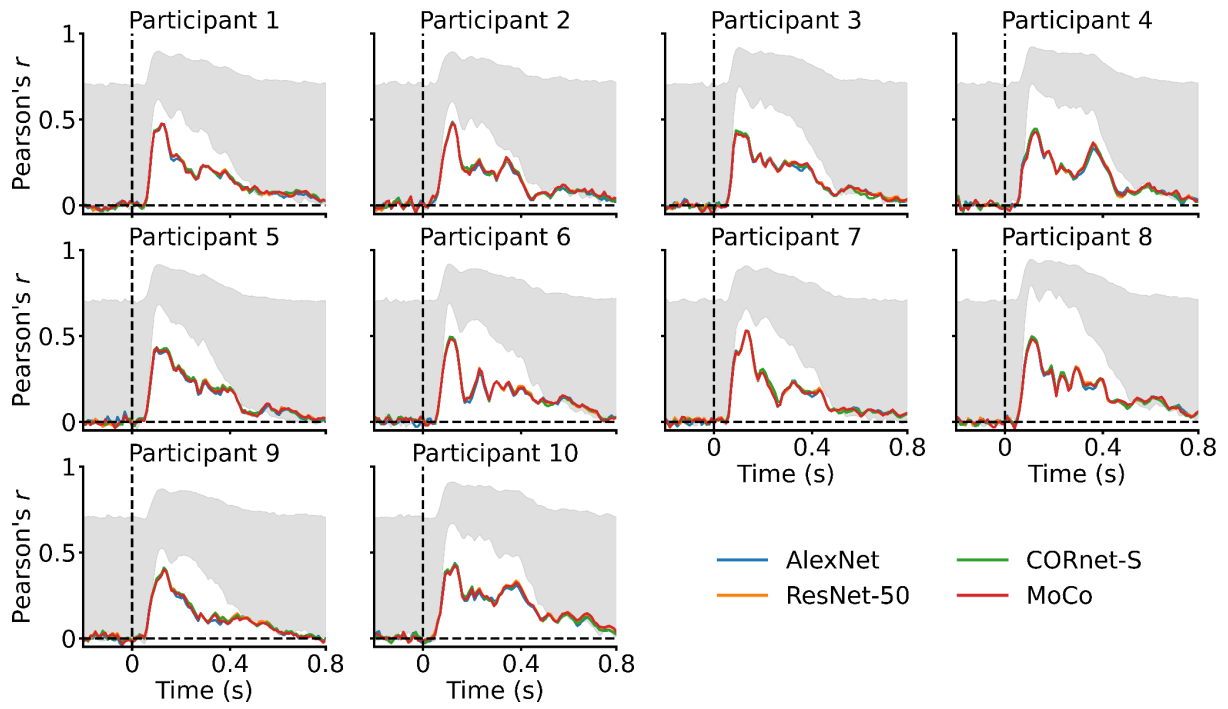 Participant 1
Participant 2
Participant 3
Participant 4
Pearson's r
1
0.5
0
Participant 5
Participant 6
Participant 7
Participant 8
Pearson's r
1
0.5
0
0
0.4
0.8
0
0.4
0.8
Time (s)
Time (s)
Participant 9
Participant 10
Pearson's r
1
0.5
0
0
0.4
0.8
0
0.4
0.8
Time (s)
Time (s)
AlexNet
ResNet-50
CORnet-S
MoCo